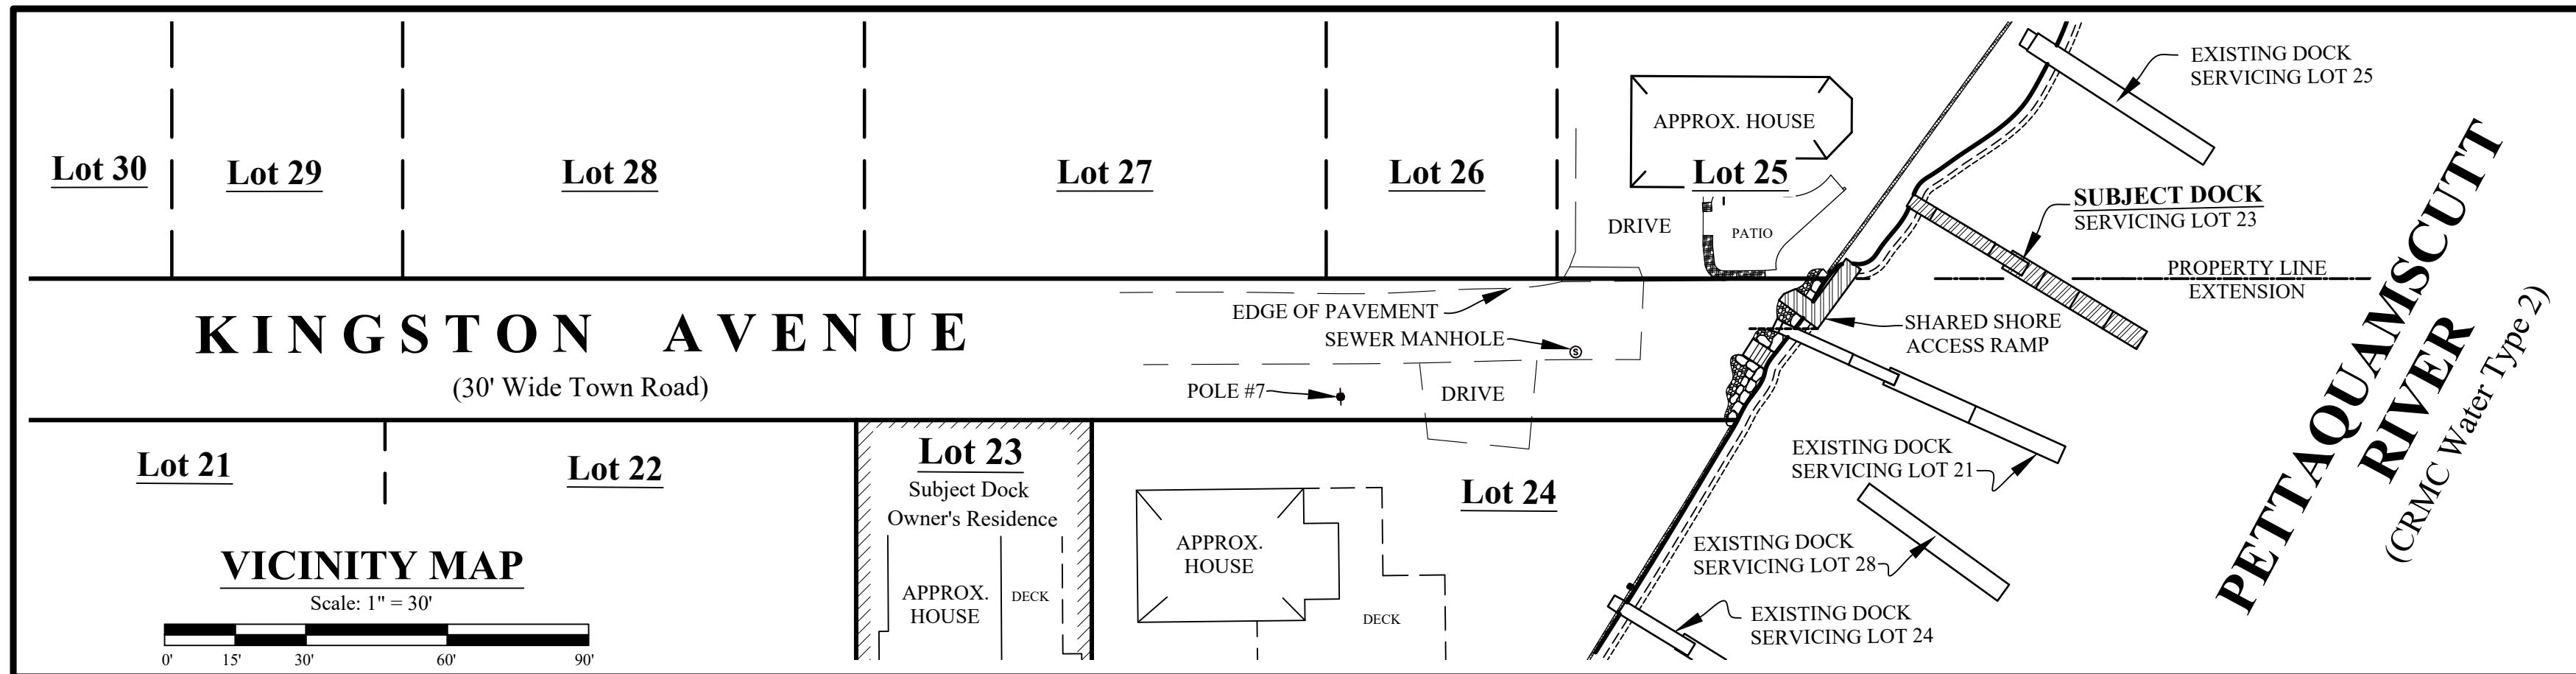 EXISTING DOCK
SERVICING LOT 25
APPROX. HOUSE
Lot 30
Lot 29
Lot 28
Lot 27
Lot 26
Lot 25
SUBJECT DOCK
SERVICING LOT 23
DRIVE
PATIO
PROPERTY LINE
EXTENSION
PETTAQUAMSCUTT
RIVER
(CRMC Water Type 2)
KINGSTON AVENUE
(30' Wide Town Road)
EDGE OF PAVEMENT
SEWER MANHOLE
S
SHARED SHORE
ACCESS RAMP
POLE #7
DRIVE
EXISTING DOCK
SERVICING LOT 21
Lot 21
Lot 22
Lot 23
Subject Dock
Owner's Residence
APPROX.
HOUSE
DECK
Lot 24
APPROX.
HOUSE
DECK
EXISTING DOCK
SERVICING LOT 28
EXISTING DOCK
SERVICING LOT 24
VICINITY MAP
Scale: 1" = 30'
0' 15' 30' 60' 90'